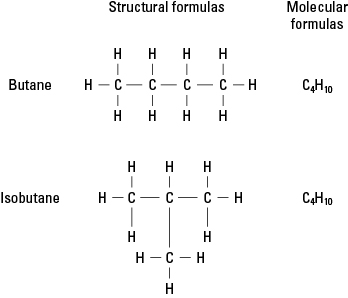 Structural formulas
Molecular
formulas
H H H H
Butane
H – C – C – C – C – H
C₄H₁₀
H H H H
H H H
Isobutane
H – C – C – C – H
C₄H₁₀
H H
H – C – H
H